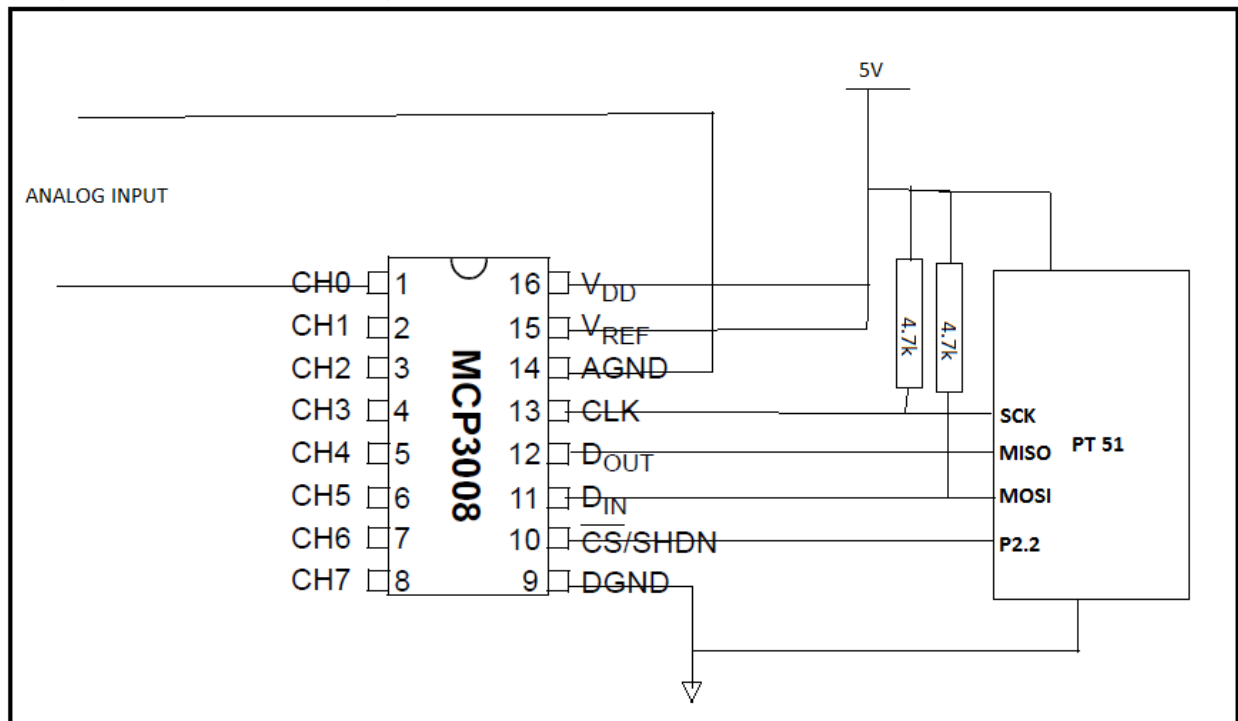 5V
ANALOG INPUT
CH0 1 16 VDD
CH1 2 15 VREF
CH2 3 14 AGND
CH3 4 13 CLK
CH4 5 12 DOUT
CH5 6 11 DIN
CH6 7 10 CS/SHDN
CH7 8 9 DGND
MCP3008
4.7k
4.7k
SCK
MISO
PT 51
MOSI
P2.2